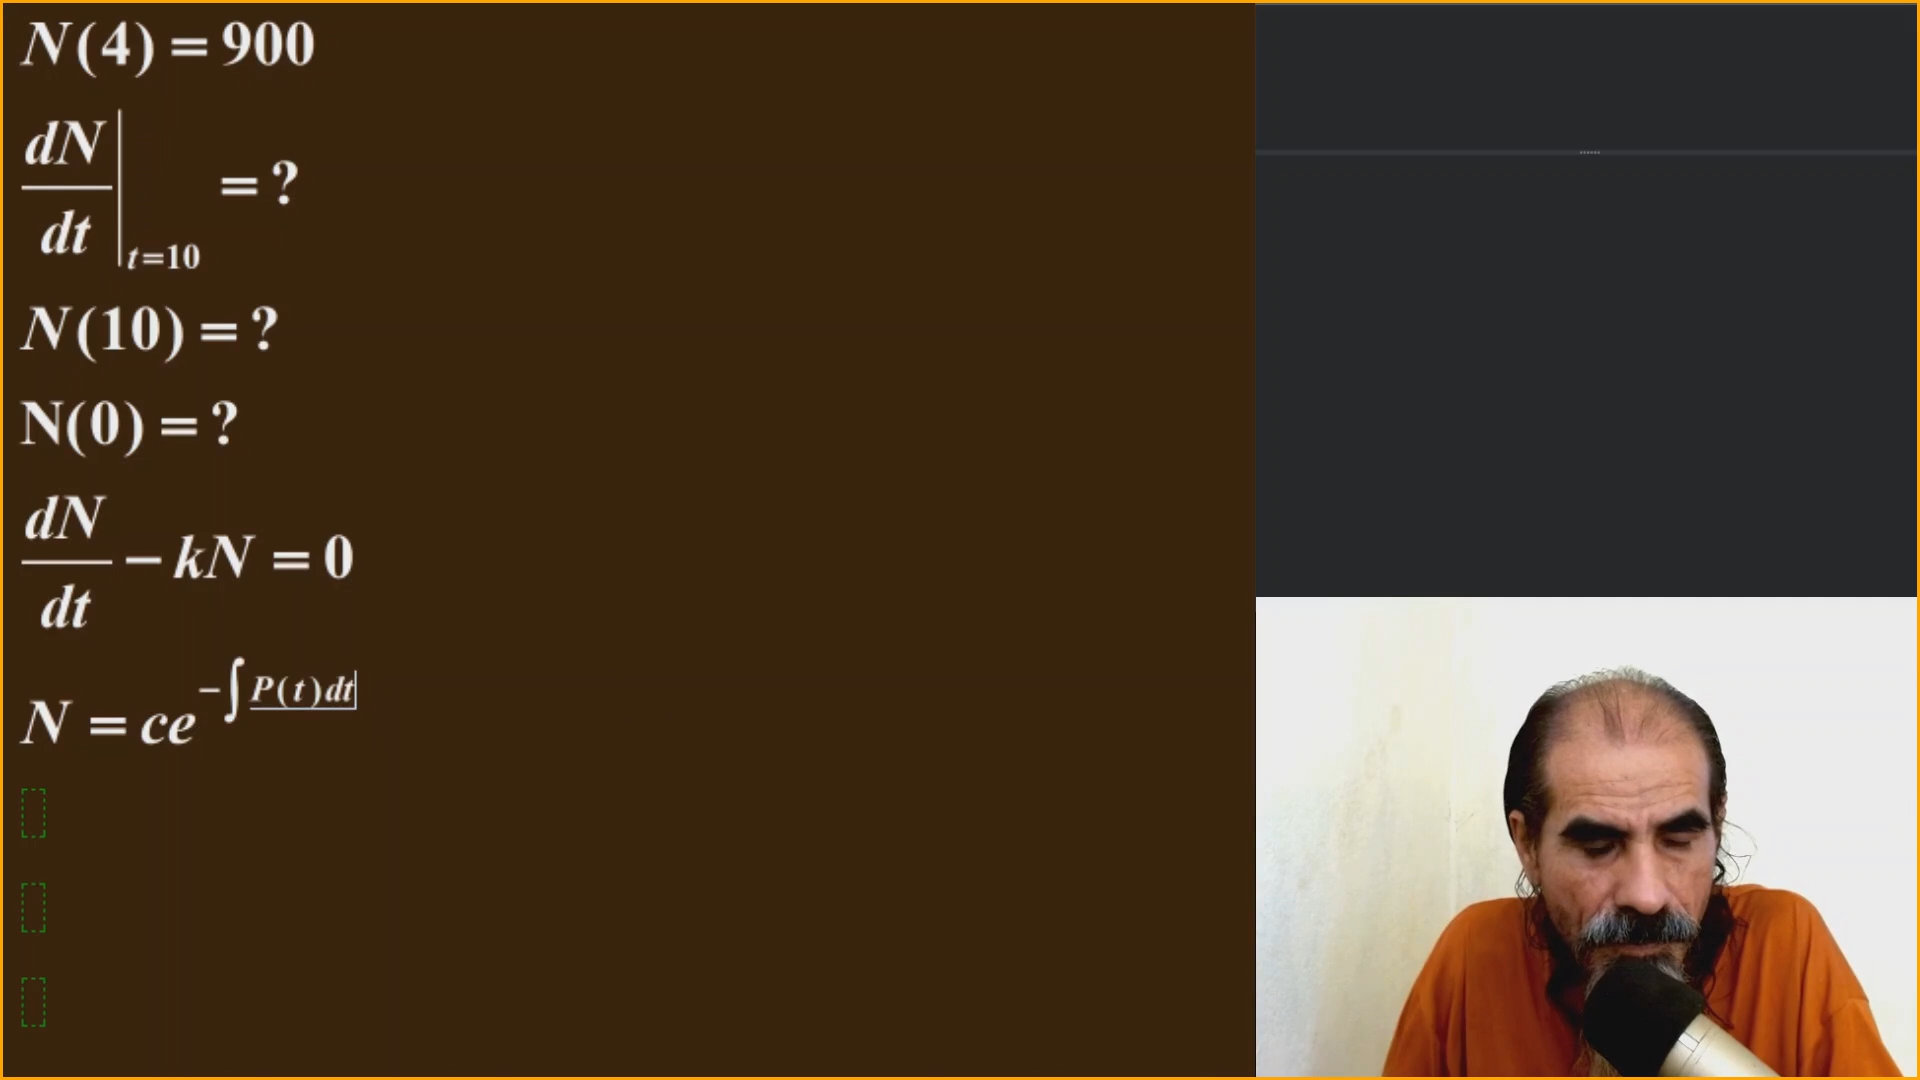 N(4) = 900
dN/dt |t=10 = ?
N(10) = ?
N(0) = ?
dN/dt − kN = 0
N = ce^−∫P(t)dt